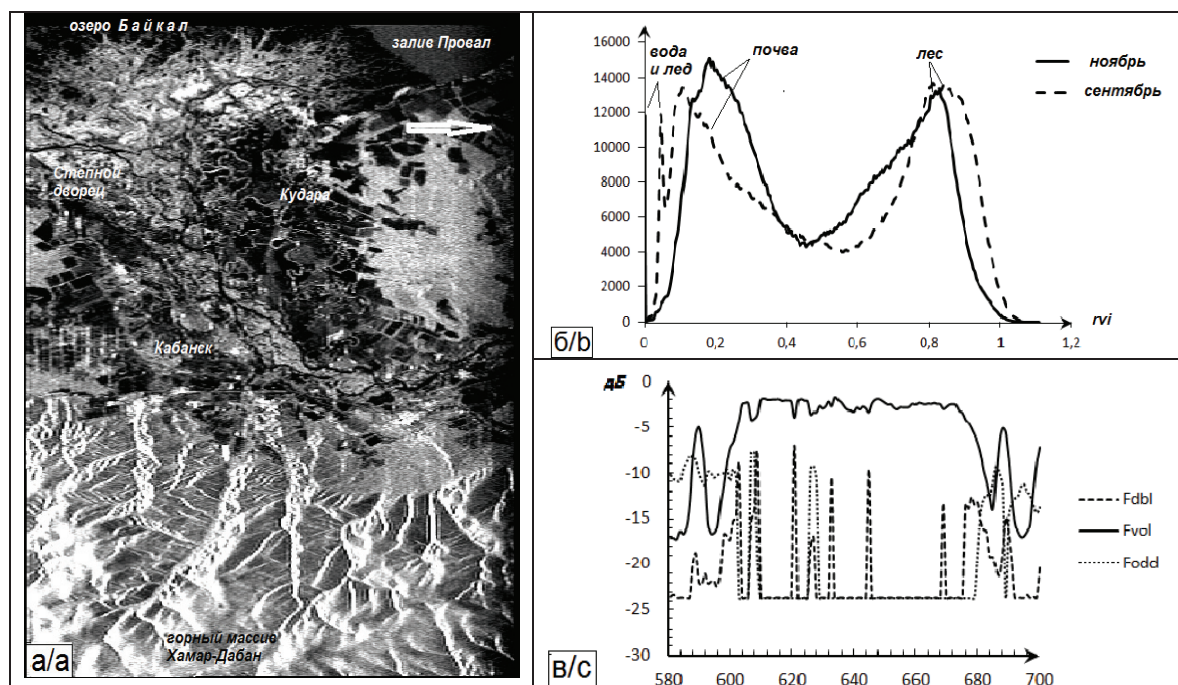 озеро Байкал
залив Провал
Степной
дворец
Кудара
Кабанск
горный массив
Хамар-Дабан
а/a
16000
14000
12000
10000
8000
6000
4000
2000
0
вода
и лед
почва
лес
ноябрь
сентябрь
0 0,2 0,4 0,6 0,8 1 1,2
rvi
б/b
дБ
0
-5
-10
-15
-20
-25
-30
Fdbl
Fvol
Fodd
580 600 620 640 660 680 700
в/c